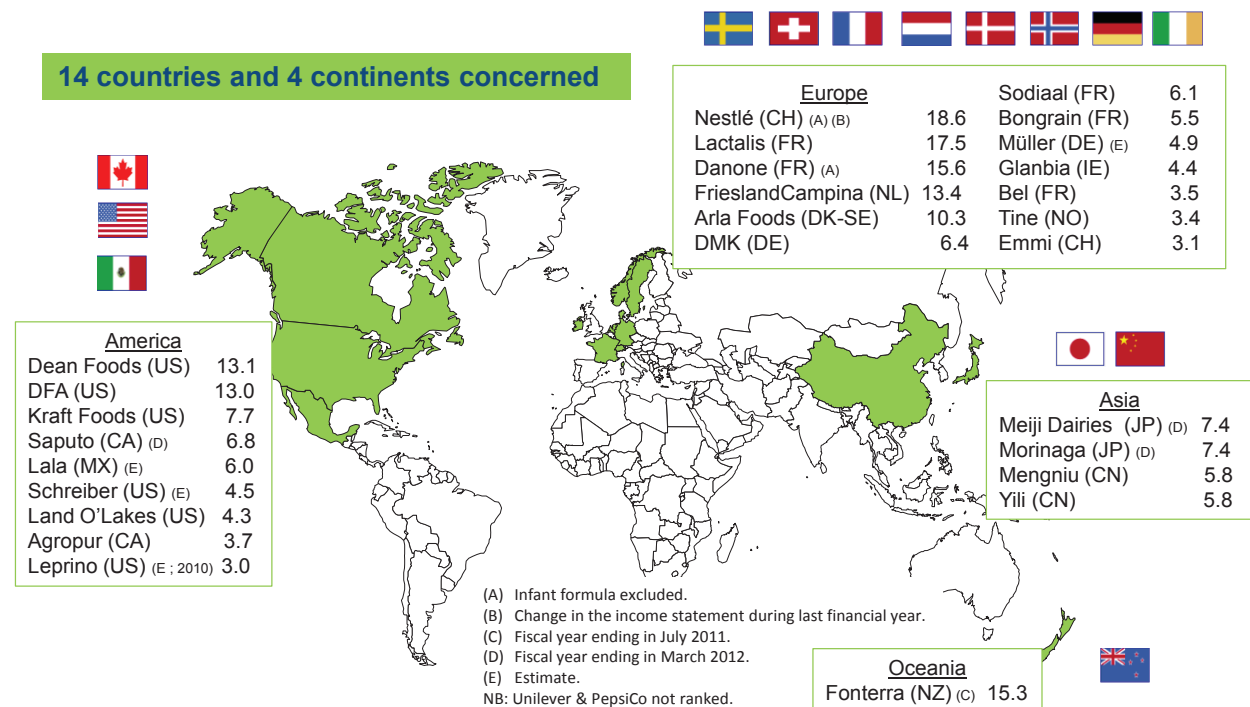 14 countries and 4 continents concerned
Europe
Nestlé (CH) (A) (B) 18.6
Lactalis (FR) 17.5
Danone (FR) (A) 15.6
FrieslandCampina (NL) 13.4
Arla Foods (DK-SE) 10.3
DMK (DE) 6.4
Sodiaal (FR) 6.1
Bongrain (FR) 5.5
Müller (DE) (E) 4.9
Glanbia (IE) 4.4
Bel (FR) 3.5
Tine (NO) 3.4
Emmi (CH) 3.1
America
Dean Foods (US) 13.1
DFA (US) 13.0
Kraft Foods (US) 7.7
Saputo (CA) (D) 6.8
Lala (MX) (E) 6.0
Schreiber (US) (E) 4.5
Land O'Lakes (US) 4.3
Agropur (CA) 3.7
Leprino (US) (E ; 2010) 3.0
Asia
Meiji Dairies (JP) (D) 7.4
Morinaga (JP) (D) 7.4
Mengniu (CN) 5.8
Yili (CN) 5.8
(A) Infant formula excluded.
(B) Change in the income statement during last financial year.
(C) Fiscal year ending in July 2011.
(D) Fiscal year ending in March 2012.
(E) Estimate.
NB: Unilever & PepsiCo not ranked.
Oceania
Fonterra (NZ) (C) 15.3